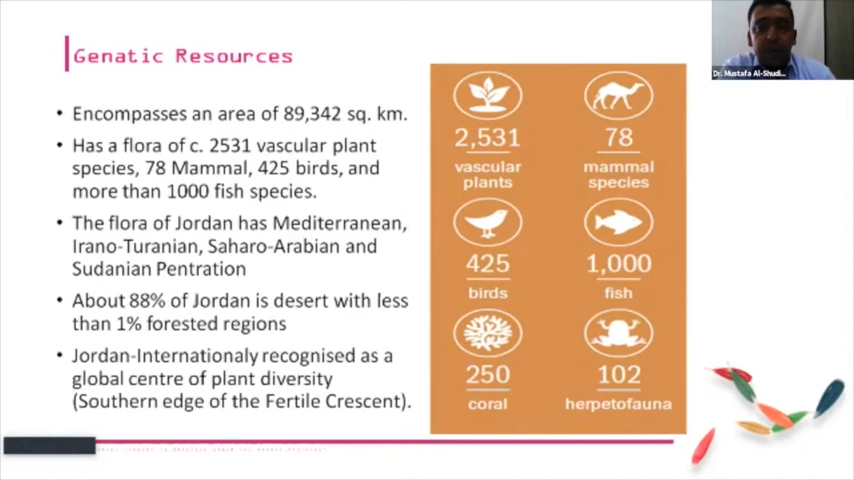 Genatic Resources
Dr. Mustafa Al-Shudi...
• Encompasses an area of 89,342 sq. km.
• Has a flora of c. 2531 vascular plant
species, 78 Mammal, 425 birds, and
more than 1000 fish species.
• The flora of Jordan has Mediterranean,
Irano-Turanian, Saharo-Arabian and
Sudanian Pentration
• About 88% of Jordan is desert with less
than 1% forested regions
• Jordan-Internationaly recognised as a
global centre of plant diversity
(Southern edge of the Fertile Crescent).
2,531
vascular
plants
78
mammal
species
425
birds
1,000
fish
250
coral
102
herpetofauna